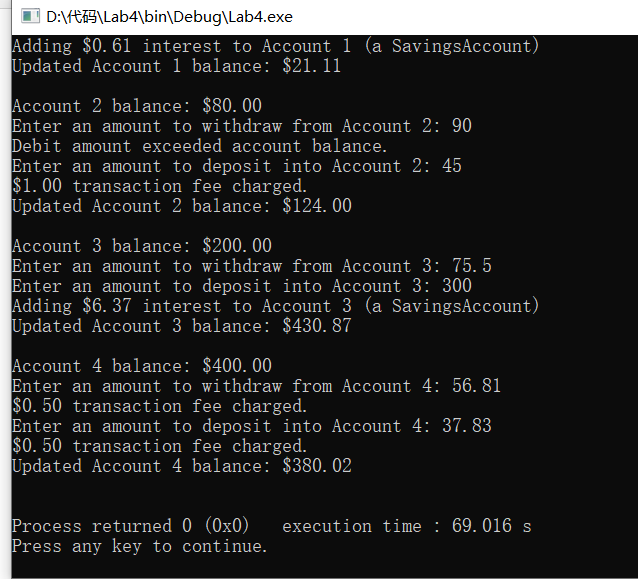 D:\代码\Lab4\bin\Debug\Lab4.exe
Adding $0.61 interest to Account 1 (a SavingsAccount)
Updated Account 1 balance: $21.11
Account 2 balance: $80.00
Enter an amount to withdraw from Account 2: 90
Debit amount exceeded account balance.
Enter an amount to deposit into Account 2: 45
$1.00 transaction fee charged.
Updated Account 2 balance: $124.00
Account 3 balance: $200.00
Enter an amount to withdraw from Account 3: 75.5
Enter an amount to deposit into Account 3: 300
Adding $6.37 interest to Account 3 (a SavingsAccount)
Updated Account 3 balance: $430.87
Account 4 balance: $400.00
Enter an amount to withdraw from Account 4: 56.81
$0.50 transaction fee charged.
Enter an amount to deposit into Account 4: 37.83
$0.50 transaction fee charged.
Updated Account 4 balance: $380.02
Process returned 0 (0x0)   execution time : 69.016 s
Press any key to continue.